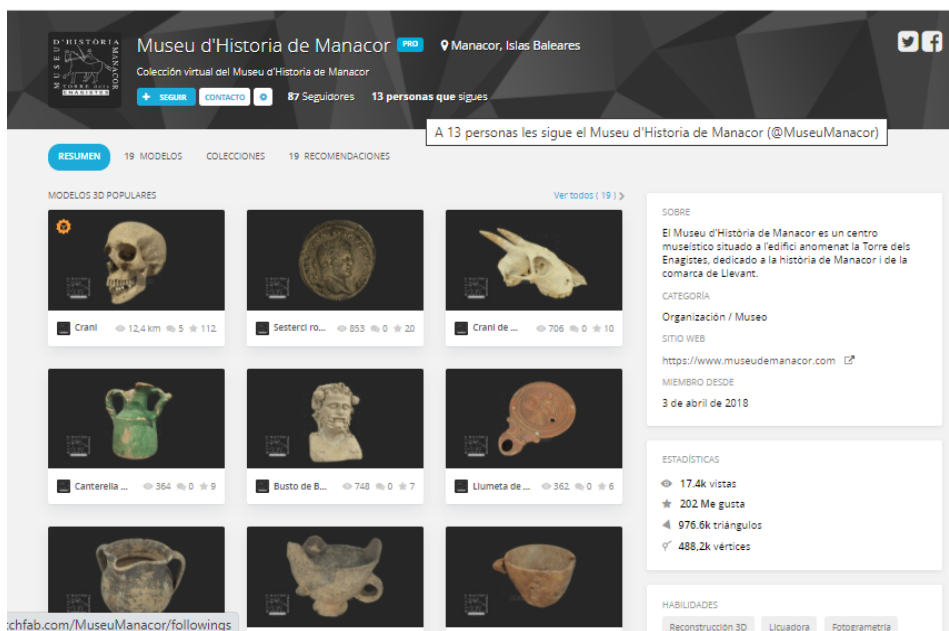 D'HISTÒRIA
MUSEU
MANACOR
TORRE DELS
ENAGISTES
Museu d'Historia de Manacor PRO Manacor, Islas Baleares
Colección virtual del Museu d'Historia de Manacor
+ SEGUIR CONTACTO 87 Seguidores 13 personas que sigues
A 13 personas les sigue el Museu d'Historia de Manacor (@MuseuManacor)
RESUMEN 19 MODELOS COLECCIONES 19 RECOMENDACIONES
MODELOS 3D POPULARES Ver todos ( 19 )
Crani 12,4 km 5 112
Sesterci ro... 853 0 20
Crani de ... 706 0 10
Canterella ... 364 0 9
Busto de B... 748 0 7
Llumeta de ... 362 0 6
SOBRE
El Museu d'Història de Manacor es un centro
museístico situado a l'edifici anomenat la Torre dels
Enagistes, dedicado a la història de Manacor i de la
comarca de Llevant.
CATEGORÍA
Organización / Museo
SITIO WEB
https://www.museudemanacor.com
MIEMBRO DESDE
3 de abril de 2018
ESTADÍSTICAS
17.4k vistas
202 Me gusta
976.6k triángulos
488,2k vértices
HABILIDADES
Reconstrucción 3D Licuadora Fotogrametría
tchfab.com/MuseuManacor/followings